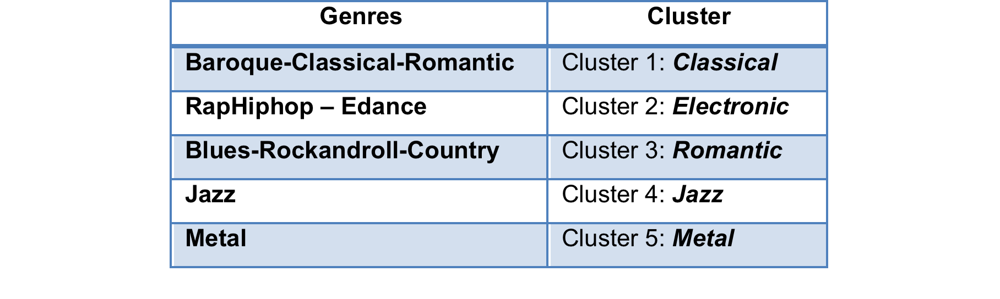 Genres Cluster
Baroque-Classical-Romantic Cluster 1: Classical
RapHiphop – Edance Cluster 2: Electronic
Blues-Rockandroll-Country Cluster 3: Romantic
Jazz Cluster 4: Jazz
Metal Cluster 5: Metal